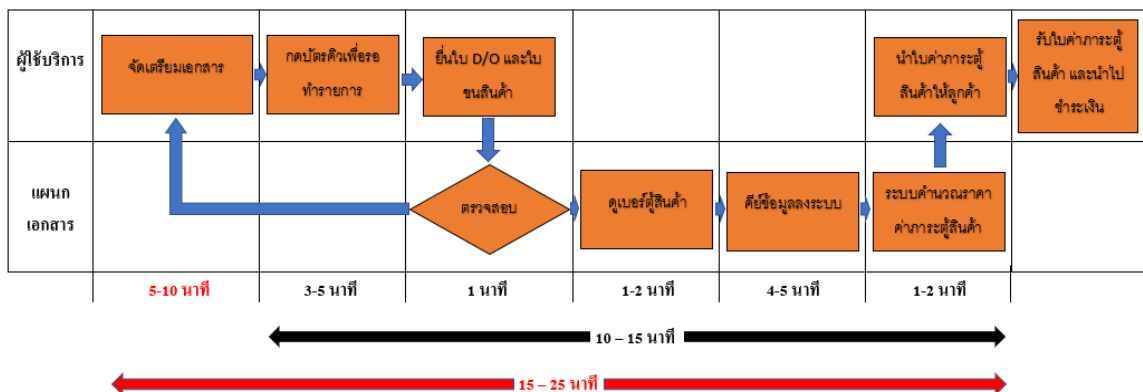 ผู้ใช้บริการ
จัดเตรียมเอกสาร
กดบัตรคิวเพื่อรอ
ทำรายการ
ยื่นใบ D/O และใบ
ขนสินค้า
นำใบค่าภาระตู้
สินค้าให้ลูกค้า
รับใบค่าภาระตู้
สินค้า และนำไป
ชำระเงิน
แผนก
เอกสาร
ตรวจสอบ
ดูเบอร์ตู้สินค้า
คีย์ข้อมูลลงระบบ
ระบบคำนวณราคา
ค่าภาระตู้สินค้า
5-10 นาที
3-5 นาที
1 นาที
1-2 นาที
4-5 นาที
1-2 นาที
10 – 15 นาที
15 – 25 นาที